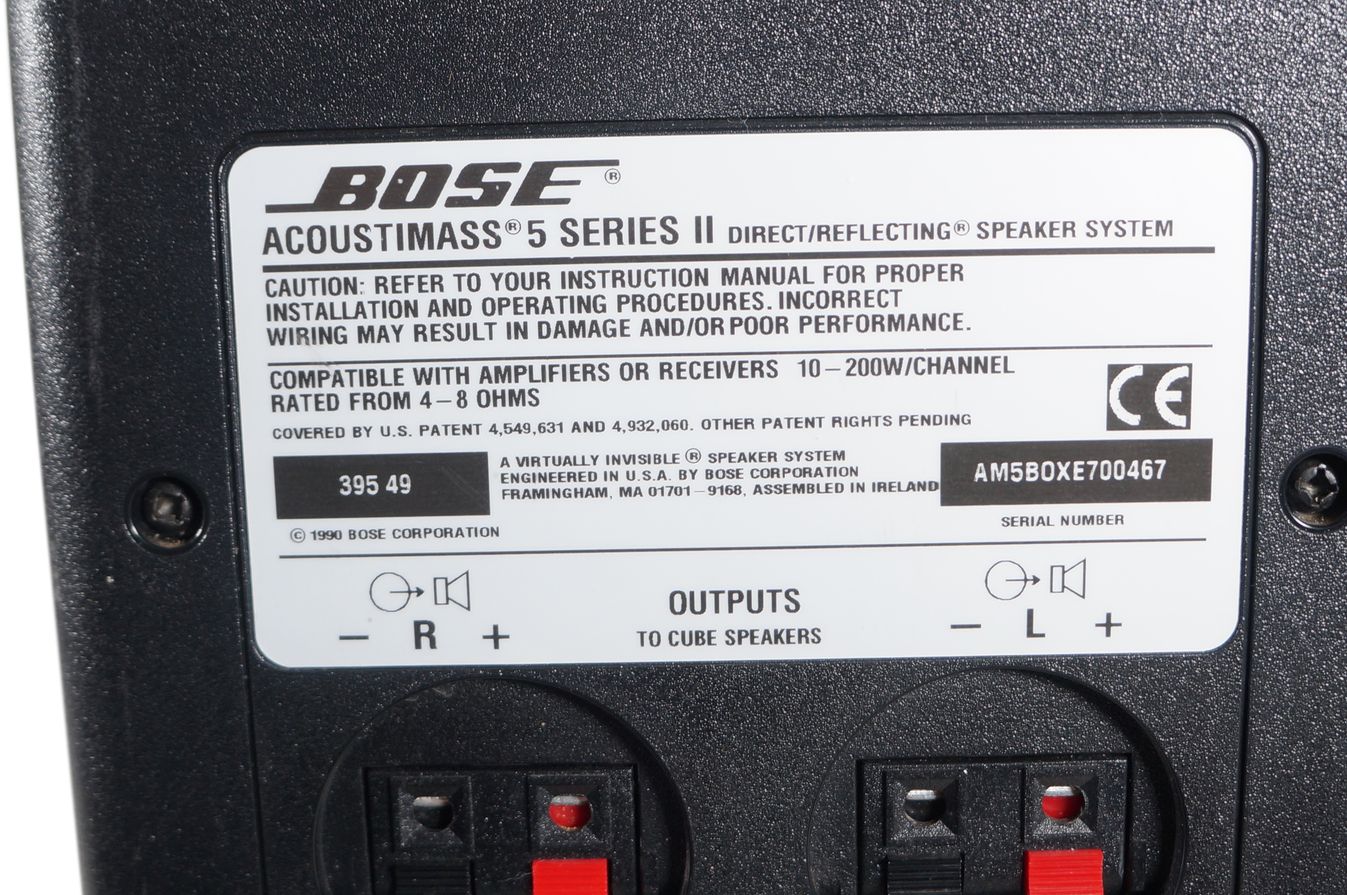 BOSE®
ACOUSTIMASS® 5 SERIES II DIRECT/REFLECTING® SPEAKER SYSTEM
CAUTION: REFER TO YOUR INSTRUCTION MANUAL FOR PROPER
INSTALLATION AND OPERATING PROCEDURES. INCORRECT
WIRING MAY RESULT IN DAMAGE AND/OR POOR PERFORMANCE.
COMPATIBLE WITH AMPLIFIERS OR RECEIVERS 10–200W/CHANNEL
RATED FROM 4–8 OHMS
CE
COVERED BY U.S. PATENT 4,549,631 AND 4,932,060. OTHER PATENT RIGHTS PENDING
395 49
A VIRTUALLY INVISIBLE® SPEAKER SYSTEM
ENGINEERED IN U.S.A. BY BOSE CORPORATION
FRAMINGHAM, MA 01701–9168, ASSEMBLED IN IRELAND
AM5BOXE700467
SERIAL NUMBER
© 1990 BOSE CORPORATION
OUTPUTS
TO CUBE SPEAKERS
– R +
– L +